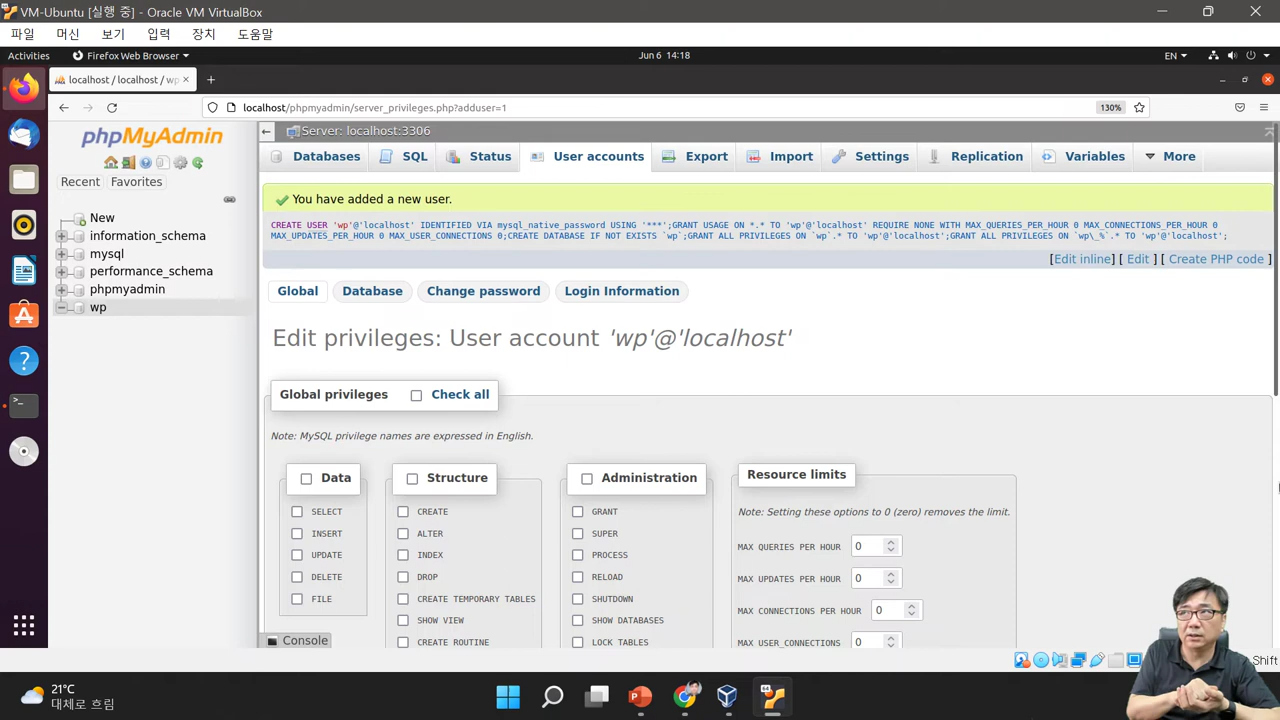 VM-Ubuntu [실행 중] - Oracle VM VirtualBox
파일 머신 보기 입력 장치 도움말
Activities Firefox Web Browser Jun 6 14:18 EN
localhost / localhost / wp
localhost/phpmyadmin/server_privileges.php?adduser=1 130%
phpMyAdmin
Recent Favorites
New
information_schema
mysql
performance_schema
phpmyadmin
wp
Server: localhost:3306
Databases SQL Status User accounts Export Import Settings Replication Variables More
You have added a new user.
CREATE USER 'wp'@'localhost' IDENTIFIED VIA mysql_native_password USING '***';GRANT USAGE ON *.* TO 'wp'@'localhost' REQUIRE NONE WITH MAX_QUERIES_PER_HOUR 0 MAX_CONNECTIONS_PER_HOUR 0
MAX_UPDATES_PER_HOUR 0 MAX_USER_CONNECTIONS 0;CREATE DATABASE IF NOT EXISTS `wp`;GRANT ALL PRIVILEGES ON `wp`.* TO 'wp'@'localhost';GRANT ALL PRIVILEGES ON `wp\_%`.* TO 'wp'@'localhost';
[Edit inline] [ Edit ] [ Create PHP code ]
Global Database Change password Login Information
Edit privileges: User account 'wp'@'localhost'
Global privileges Check all
Note: MySQL privilege names are expressed in English.
Data
SELECT
INSERT
UPDATE
DELETE
FILE
Structure
CREATE
ALTER
INDEX
DROP
CREATE TEMPORARY TABLES
SHOW VIEW
CREATE ROUTINE
Administration
GRANT
SUPER
PROCESS
RELOAD
SHUTDOWN
SHOW DATABASES
LOCK TABLES
Resource limits
Note: Setting these options to 0 (zero) removes the limit.
MAX QUERIES PER HOUR 0
MAX UPDATES PER HOUR 0
MAX CONNECTIONS PER HOUR 0
MAX USER_CONNECTIONS 0
Console
Shift
21°C
대체로 흐림